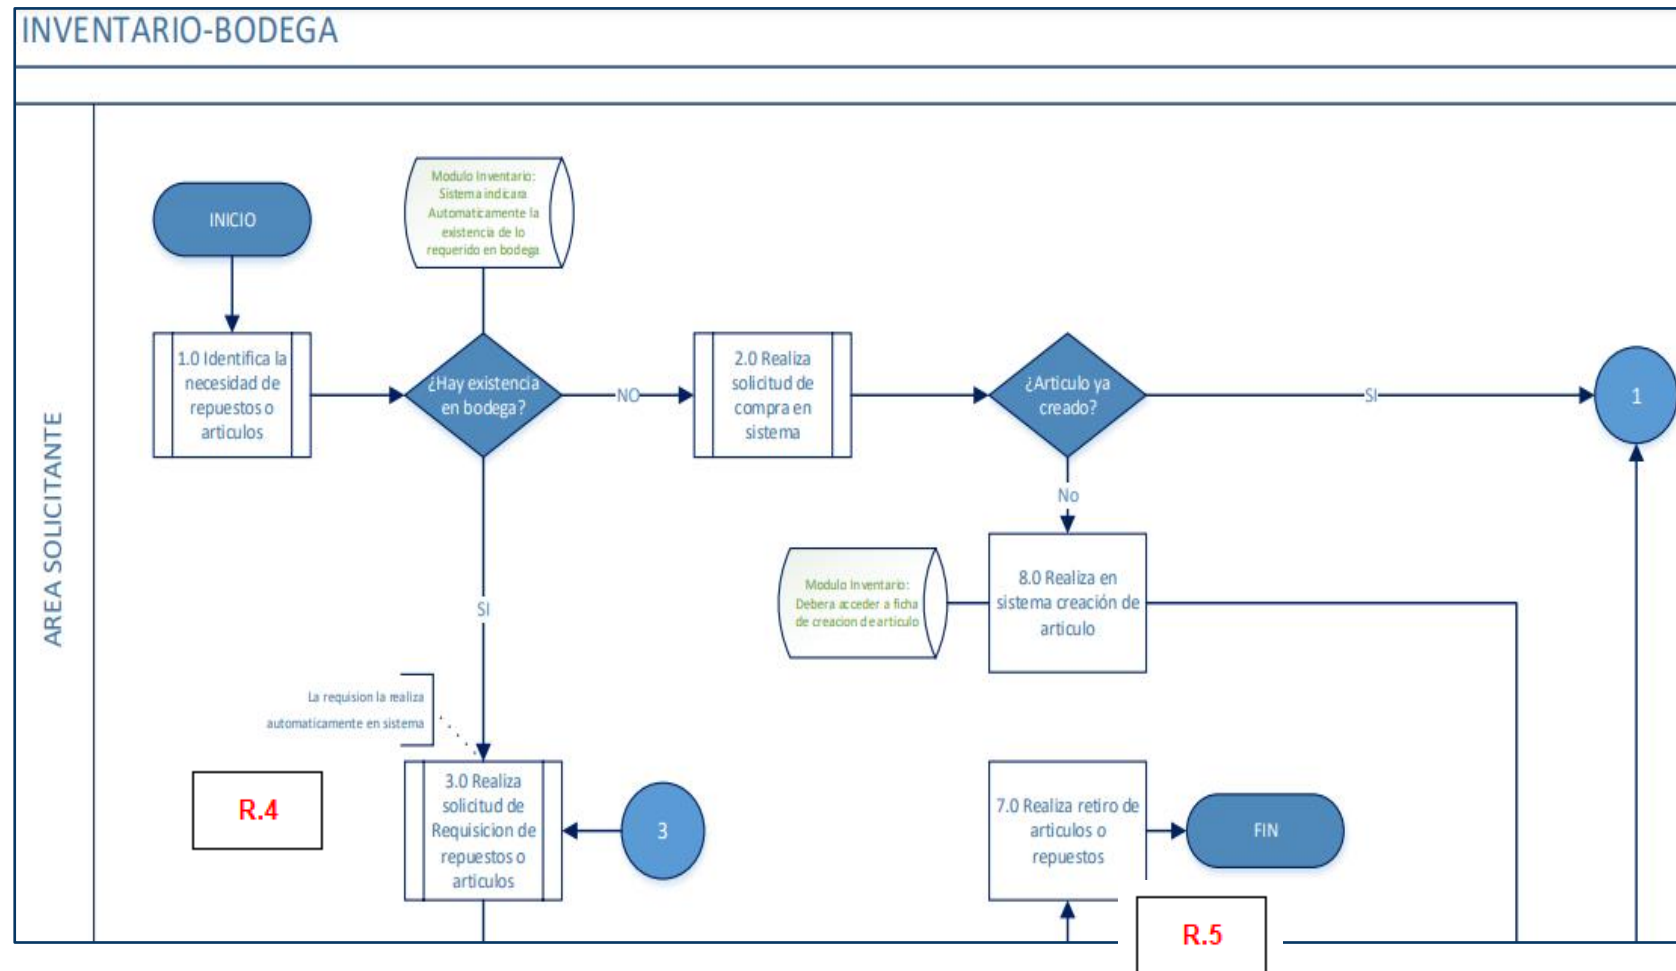 INVENTARIO-BODEGA
AREA SOLICITANTE
INICIO
Modulo Inventario:
Sistema indicara
Automaticamente la
existencia de lo
requerido en bodega
1.0 Identifica la
necesidad de
repuestos o
articulos
¿Hay existencia
en bodega?
NO
2.0 Realiza
solicitud de
compra en
sistema
¿Articulo ya
creado?
SI
1
No
SI
Modulo Inventario:
Debera acceder a ficha
de creacion de articulo
8.0 Realiza en
sistema creación de
articulo
La requision la realiza
automaticamente en sistema
R.4
3.0 Realiza
solicitud de
Requisicion de
repuestos o
articulos
3
7.0 Realiza retiro de
articulos o
repuestos
FIN
R.5